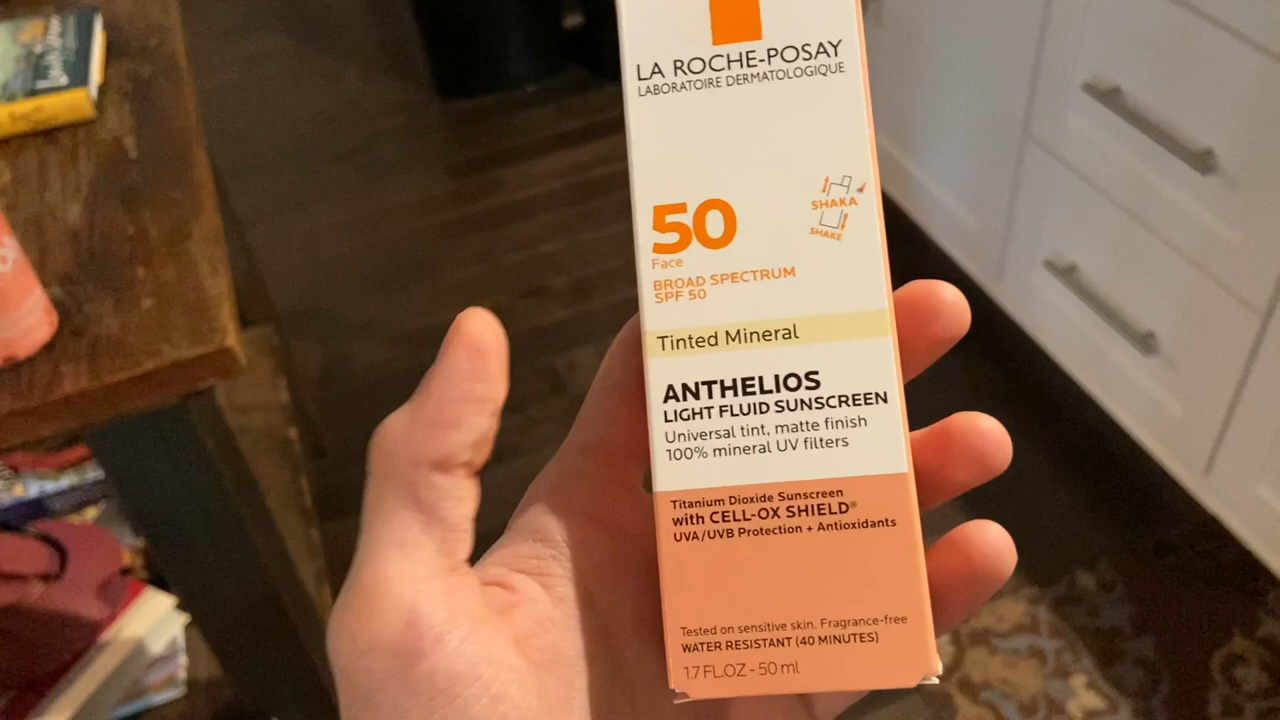 LA ROCHE-POSAY
LABORATOIRE DERMATOLOGIQUE
50
Face
BROAD SPECTRUM
SPF 50
SHAKA
SHAKE
Tinted Mineral
ANTHELIOS
LIGHT FLUID SUNSCREEN
Universal tint, matte finish
100% mineral UV filters
Titanium Dioxide Sunscreen
with CELL-OX SHIELD®
UVA/UVB Protection + Antioxidants
Tested on sensitive skin. Fragrance-free
WATER RESISTANT (40 MINUTES)
1.7 FL.OZ - 50 ml